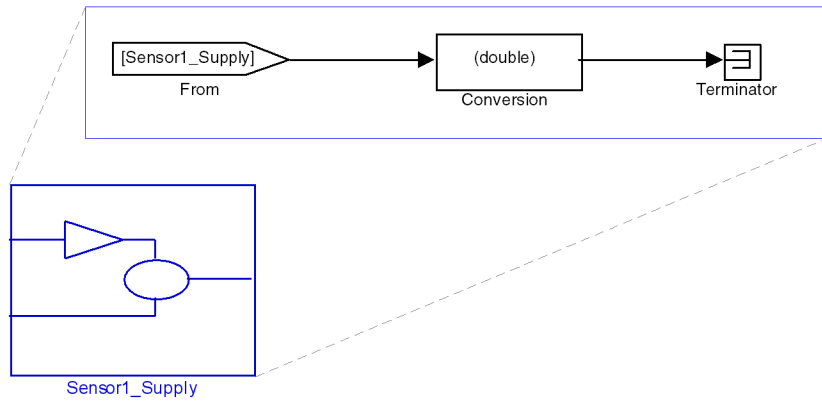 [Sensor1_Supply]
(double)
From
Conversion
Terminator
Sensor1_Supply